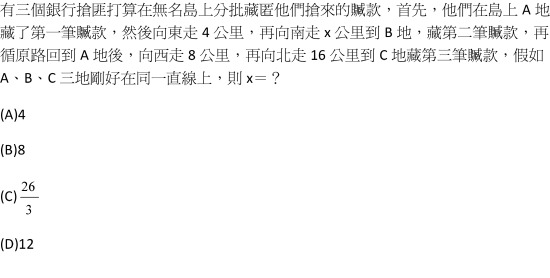 有三個銀行搶匪打算在無名島上分批藏匿他們搶來的贓款，首先，他們在島上 A 地
藏了第一筆贓款，然後向東走 4 公里，再向南走 x 公里到 B 地，藏第二筆贓款，再
循原路回到 A 地後，向西走 8 公里，再向北走 16 公里到 C 地藏第三筆贓款，假如
A、B、C 三地剛好在同一直線上，則 x＝？
(A)4
(B)8
(C) 26/3
(D)12